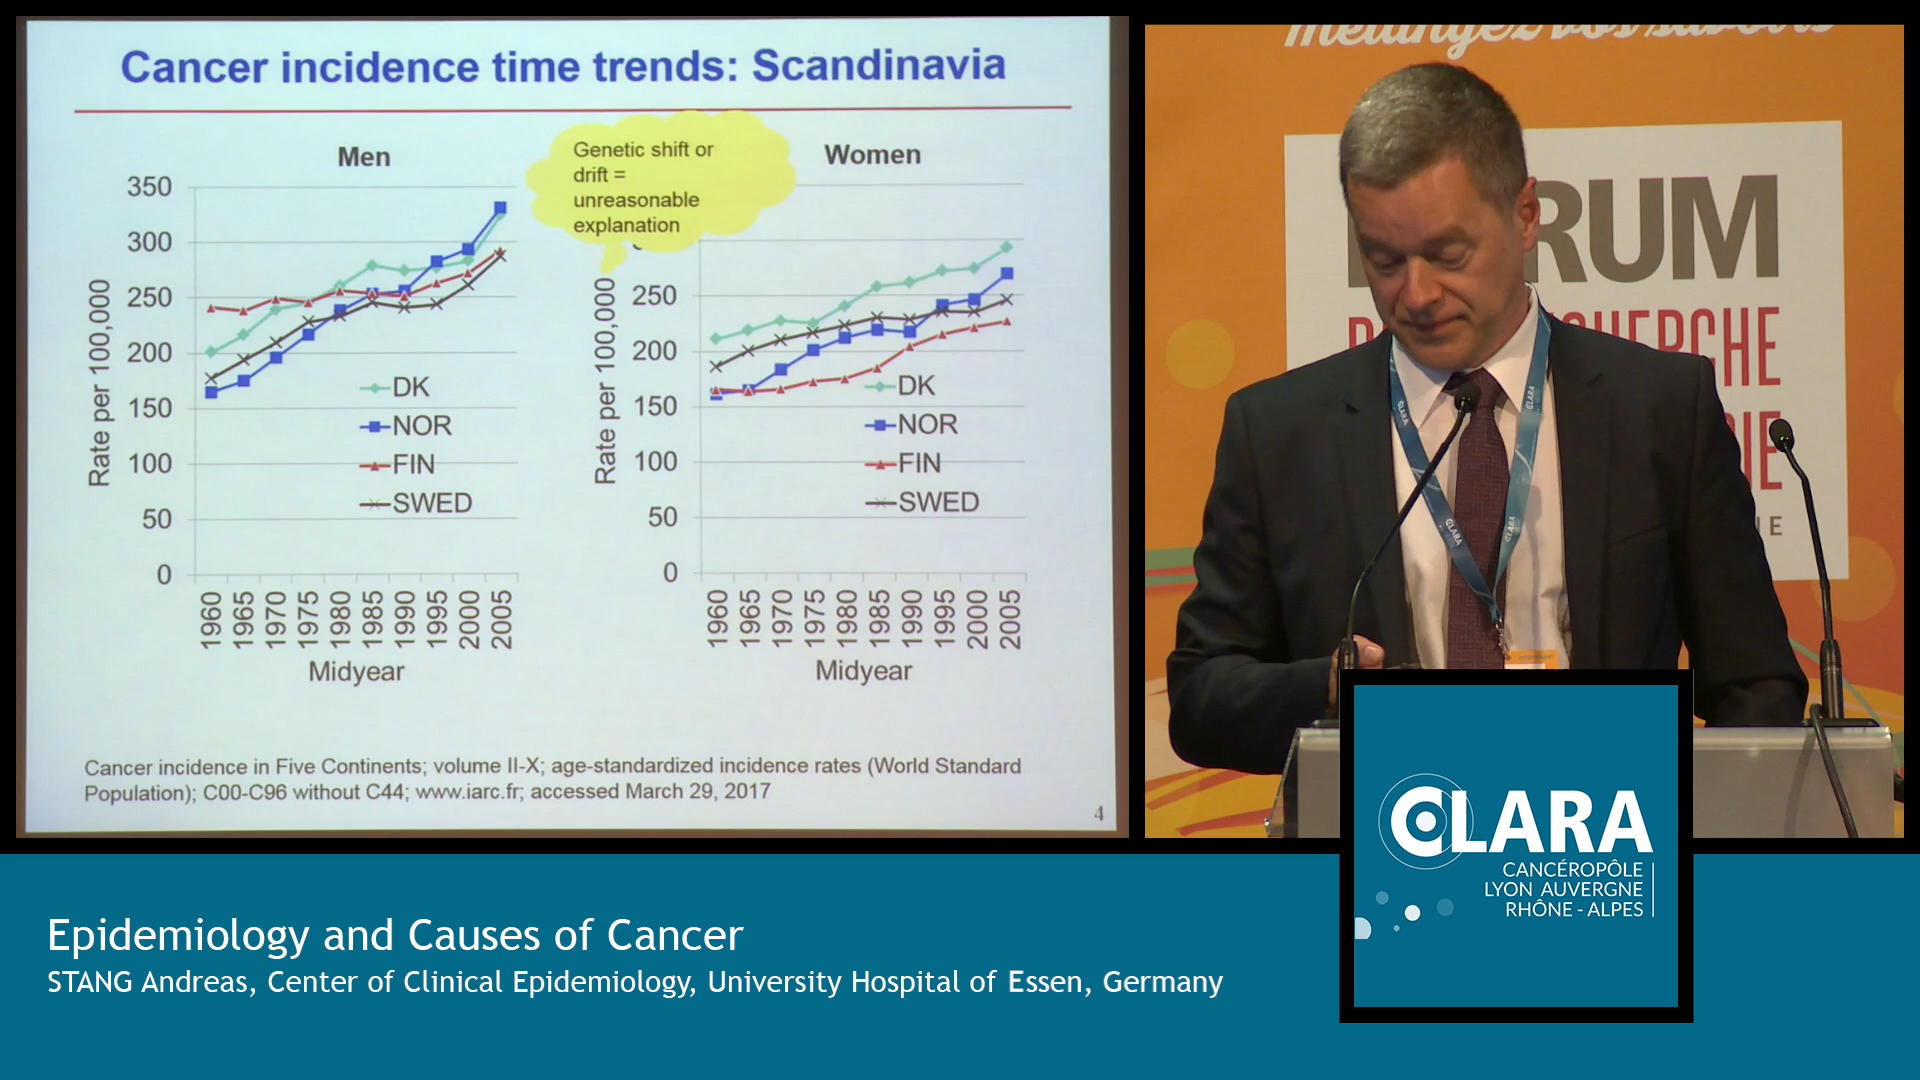 Cancer incidence time trends: Scandinavia
Genetic shift or
drift =
unreasonable
explanation
Men
350
300
250
200
150
100
50
0
Rate per 100,000
DK
NOR
FIN
SWED
1960
1965
1970
1975
1980
1985
1990
1995
2000
2005
Midyear
Women
250
200
150
100
50
0
Rate per 100,000
DK
NOR
FIN
SWED
1960
1965
1970
1975
1980
1985
1990
1995
2000
2005
Midyear
Cancer incidence in Five Continents; volume II-X; age-standardized incidence rates (World Standard
Population); C00-C96 without C44; www.iarc.fr; accessed March 29, 2017
4
CLARA
CLARA
CLARA
CLARA
CLARA
CANCÉROPÔLE
LYON AUVERGNE
RHÔNE - ALPES
Epidemiology and Causes of Cancer
STANG Andreas, Center of Clinical Epidemiology, University Hospital of Essen, Germany